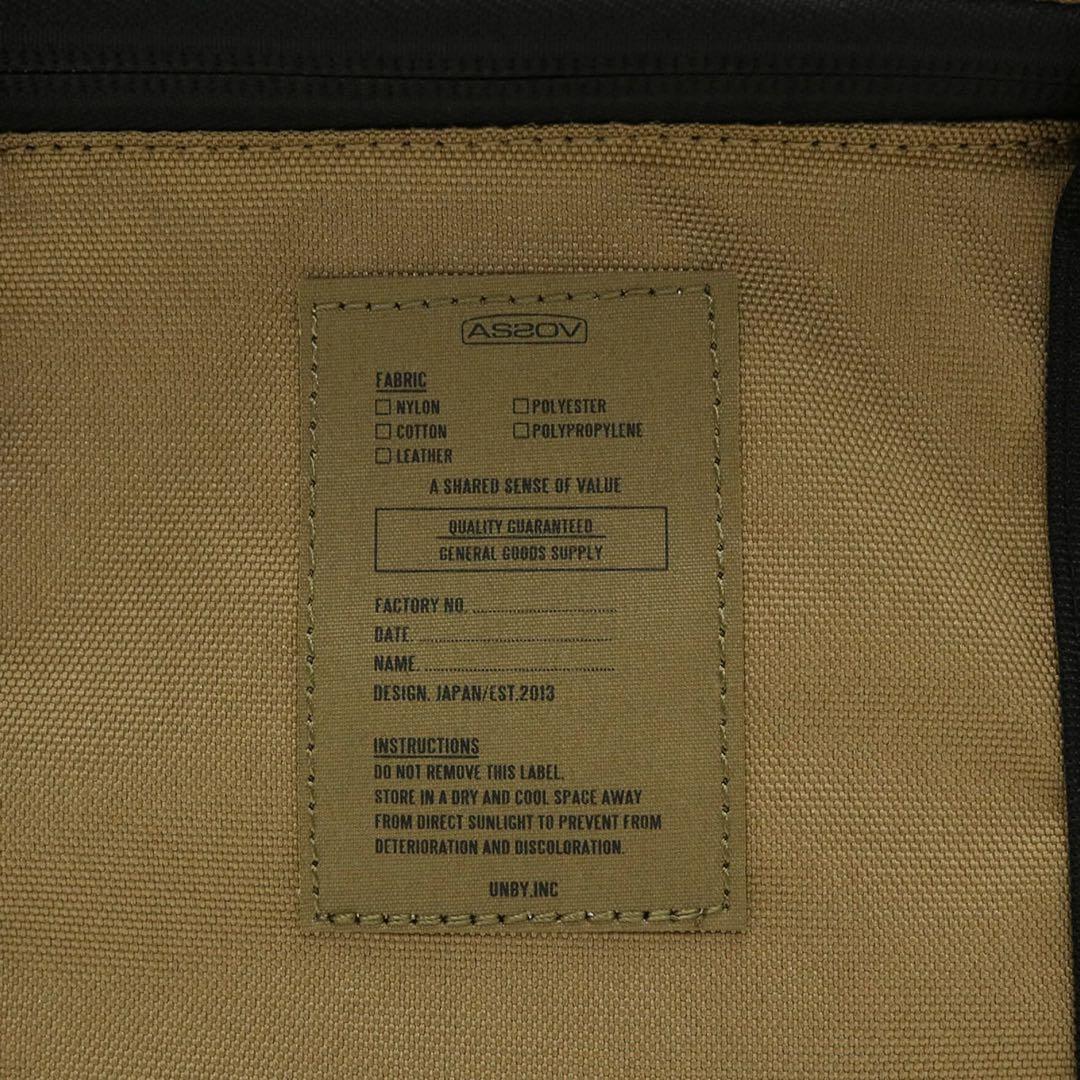 ASSOV
FABRIC
NYLON POLYESTER
COTTON POLYPROPYLENE
LEATHER
A SHARED SENSE OF VALUE
QUALITY GUARANTEED
GENERAL GOODS SUPPLY
FACTORY NO.
DATE.
NAME.
DESIGN. JAPAN/EST.2013
INSTRUCTIONS
DO NOT REMOVE THIS LABEL.
STORE IN A DRY AND COOL SPACE AWAY
FROM DIRECT SUNLIGHT TO PREVENT FROM
DETERIORATION AND DISCOLORATION.
UNBY.INC